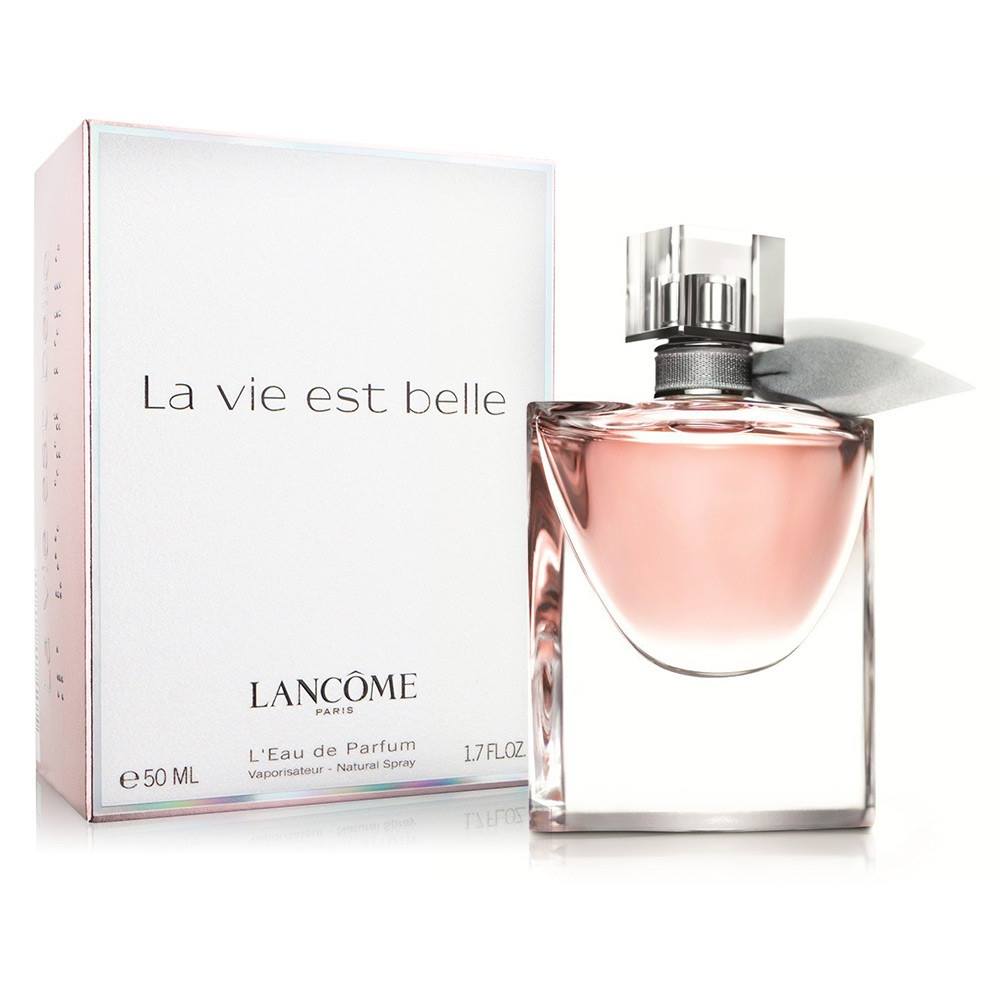 La vie est belle
LANCÔME
PARIS
L'Eau de Parfum
Vaporisateur - Natural Spray
℮50 ML
1.7 FL.OZ.